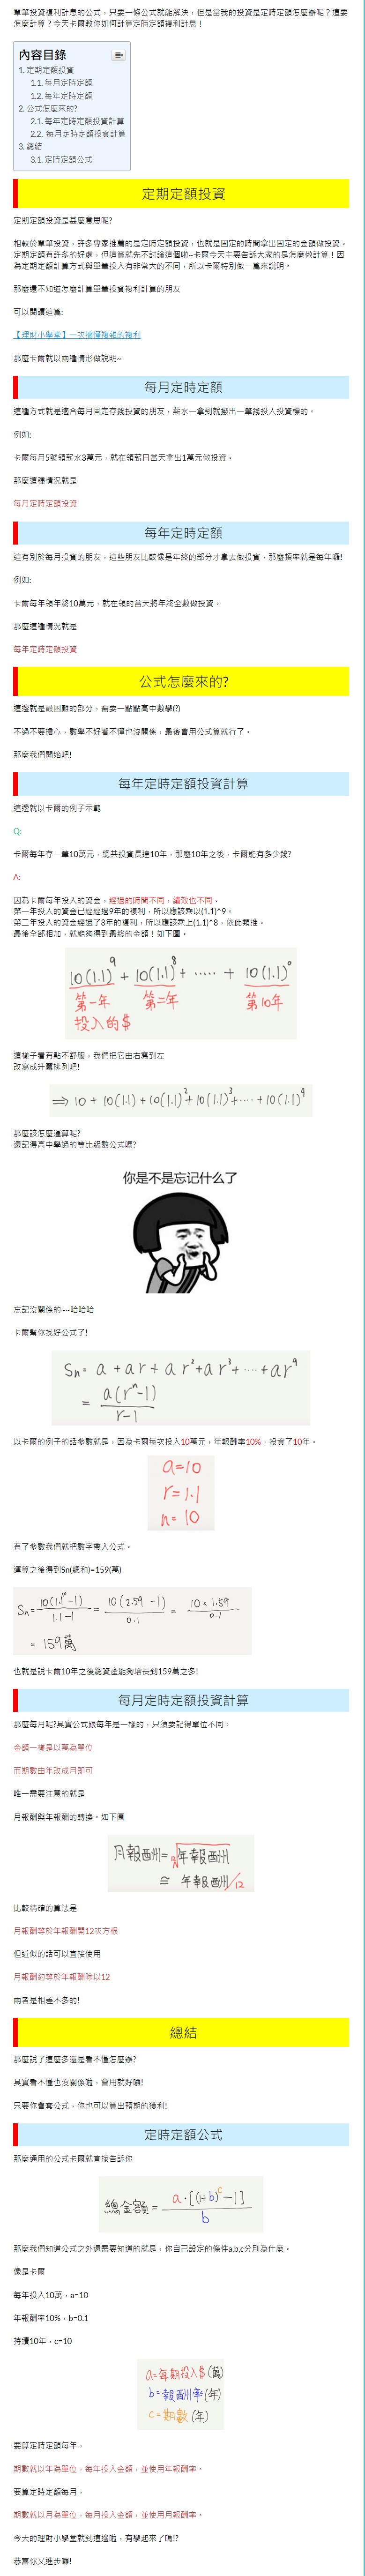 單筆投資複利計息的公式，只要一條公式就能解決，但是當我的投資是定時定額怎麼辦呢？這要
怎麼計算？今天卡爾教你如何計算定時定額複利計息！
內容目錄
1. 定期定額投資
1.1. 每月定時定額
1.2. 每年定時定額
2. 公式怎麼來的?
2.1. 每年定時定額投資計算
2.2. 每月定時定額投資計算
3. 總結
3.1. 定時定額公式
定期定額投資
定期定額投資是甚麼意思呢?
相較於單筆投資，許多專家推薦的是定時定額投資，也就是固定的時間拿出固定的金額做投資。
定期定額有許多的好處，但這篇就先不討論這個啦~卡爾今天主要告訴大家的是怎麼做計算！因
為定期定額計算方式與單筆投入有非常大的不同，所以卡爾特別做一篇來說明。
那麼還不知道怎麼計算單筆投資複利計算的朋友
可以閱讀這篇:
【理財小學堂】一次搞懂複雜的複利
那麼卡爾就以兩種情形做說明~
每月定時定額
這種方式就是適合每月固定存錢投資的朋友，薪水一拿到就撥出一筆錢投入投資標的。
例如:
卡爾每月5號領薪水3萬元，就在領薪日當天拿出1萬元做投資。
那麼這種情況就是
每月定時定額投資
每年定時定額
這有別於每月投資的朋友，這些朋友比較像是年終的部分才拿去做投資，那麼頻率就是每年囉!
例如:
卡爾每年領年終10萬元，就在領的當天將年終全數做投資。
那麼這種情況就是
每年定時定額投資
公式怎麼來的?
這邊就是最困難的部分，需要一點點高中數學(?)
不過不要擔心，數學不好看不懂也沒關係，最後會用公式算就行了。
那麼我們開始吧!
每年定時定額投資計算
這邊就以卡爾的例子示範
Q:
卡爾每年存一筆10萬元，總共投資長達10年，那麼10年之後，卡爾能有多少錢?
A:
因為卡爾每年投入的資金，經過的時間不同，績效也不同。
第一年投入的資金已經經過9年的複利，所以應該乘以(1.1)^9。
第二年投入的資金經過了8年的複利，所以應該乘上(1.1)^8，依此類推。
最後全部相加，就能夠得到最終的金額！如下圖。
10(1.1)^9 + 10(1.1)^8 + ····· + 10(1.1)^0
第一年 第二年 第10年
投入的$
這樣子看有點不舒服，我們把它由右寫到左
改寫成升冪排列吧!
⇒ 10 + 10(1.1) + 10(1.1)^2 + 10(1.1)^3 + ··· + 10(1.1)^9
那麼該怎麼運算呢?
還記得高中學過的等比級數公式嗎?
你是不是忘记什么了
忘記沒關係的~~哈哈哈
卡爾幫你找好公式了!
Sn = a + ar + ar^2 + ar^3 + ··· + ar^9
= a(r^n-1)
r-1
以卡爾的例子的話參數就是，因為卡爾每次投入10萬元，年報酬率10%，投資了10年。
a=10
r=1.1
n=10
有了參數我們就把數字帶入公式。
運算之後得到Sn(總和)=159(萬)
Sn = 10(1.1^10-1) / 1.1-1 = 10(2.59-1) / 0.1 = 10×1.59 / 0.1
= 159萬
也就是說卡爾10年之後總資產能夠增長到159萬之多!
每月定時定額投資計算
那麼每月呢?其實公式跟每年是一樣的，只須要記得單位不同。
金額一樣是以萬為單位
而期數由年改成月即可
唯一需要注意的就是
月報酬與年報酬的轉換。如下圖
月報酬=√年報酬
≅ 年報酬/12
比較精確的算法是
月報酬等於年報酬開12次方根
但近似的話可以直接使用
月報酬約等於年報酬除以12
兩者是相差不多的!
總結
那麼說了這麼多還是看不懂怎麼辦?
其實看不懂也沒關係啦，會用就好囉!
只要你會套公式，你也可以算出預期的獲利!
定時定額公式
那麼通用的公式卡爾就直接告訴你
總金額 = a·[(1+b)^c-1]
b
那麼我們知道公式之外還需要知道的就是，你自己設定的條件a,b,c分別為什麼。
像是卡爾
每年投入10萬，a=10
年報酬率10%，b=0.1
持續10年，c=10
a=每期投入$(萬)
b=報酬率(年)
c=期數(年)
要算定時定額每年，
期數就以年為單位，每年投入金額，並使用年報酬率。
要算定時定額每月，
期數就以月為單位，每月投入金額，並使用月報酬率。
今天的理財小學堂就到這邊啦，有學起來了嗎!?
恭喜你又進步囉!